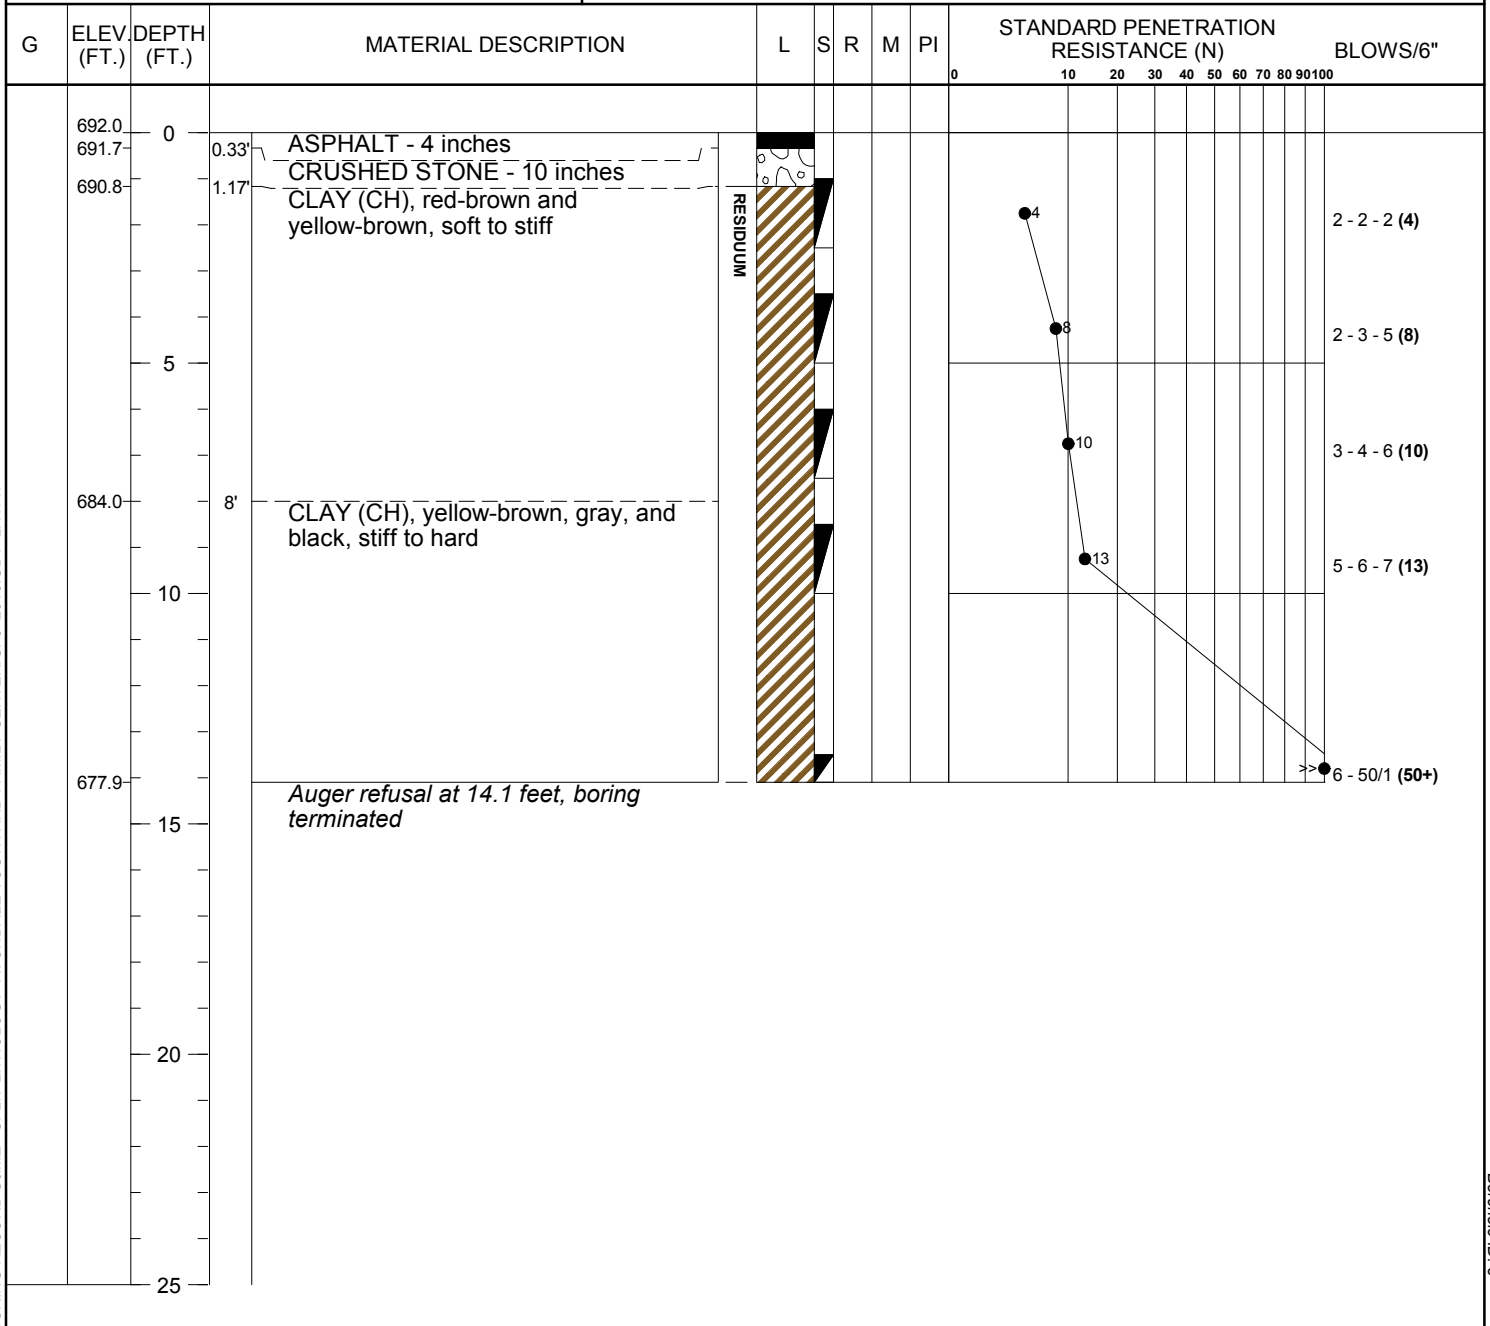 G
ELEV. (FT.)
DEPTH (FT.)
MATERIAL DESCRIPTION
L
S
R
M
PI
STANDARD PENETRATION
RESISTANCE (N)
BLOWS/6"
0 10 20 30 40 50 60 70 80 90 100
692.0
0
691.7
0.33'
ASPHALT - 4 inches
CRUSHED STONE - 10 inches
690.8
1.17'
CLAY (CH), red-brown and
yellow-brown, soft to stiff
RESIDUUM
4
2 - 2 - 2 (4)
8
2 - 3 - 5 (8)
5
10
3 - 4 - 6 (10)
684.0
8'
CLAY (CH), yellow-brown, gray, and
black, stiff to hard
13
5 - 6 - 7 (13)
10
>>
6 - 50/1 (50+)
677.9
Auger refusal at 14.1 feet, boring
terminated
15
20
25